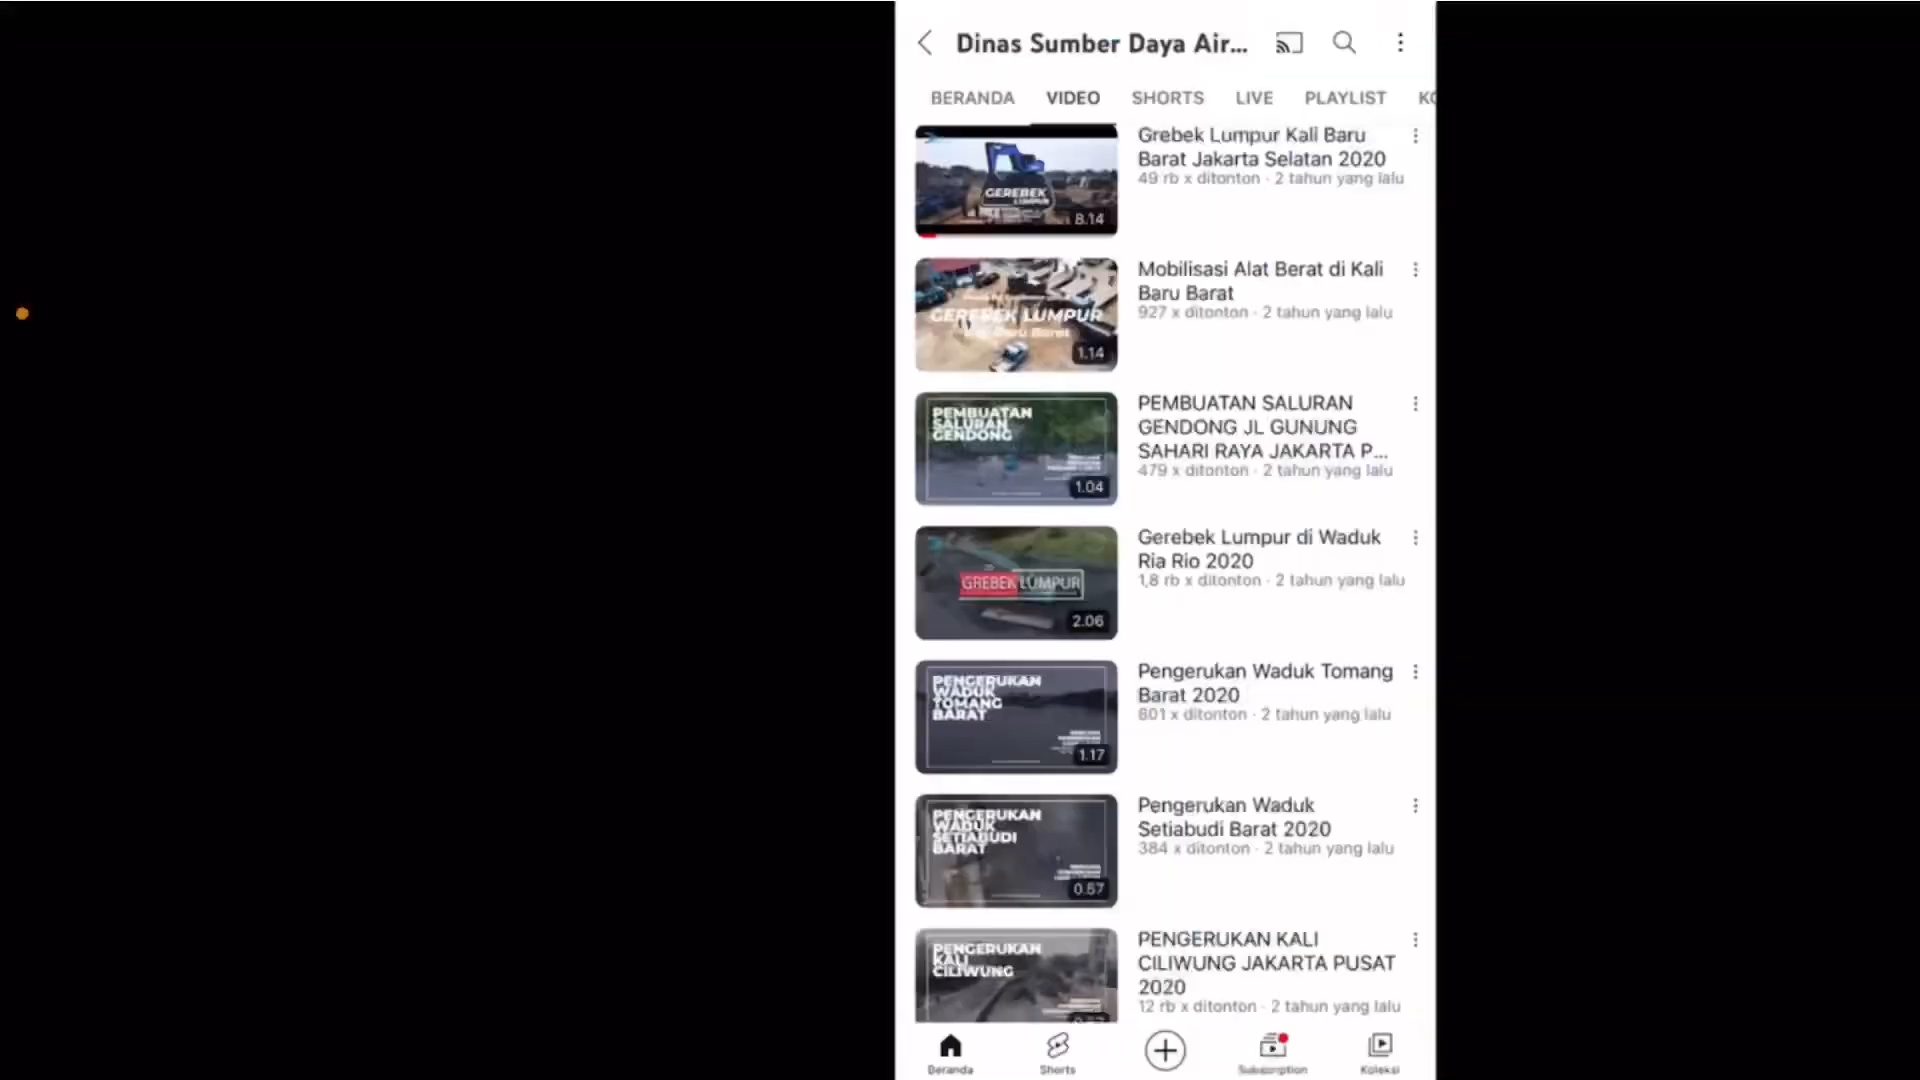 Dinas Sumber Daya Air...
BERANDA VIDEO SHORTS LIVE PLAYLIST
GEREBEK
LUMPUR
8.14
Grebek Lumpur Kali Baru
Barat Jakarta Selatan 2020
49 rb x ditonton · 2 tahun yang lalu
GEREBEK LUMPUR
Baru Barat
1.14
Mobilisasi Alat Berat di Kali
Baru Barat
927 x ditonton · 2 tahun yang lalu
PEMBUATAN
SALURAN
GENDONG
1.04
PEMBUATAN SALURAN
GENDONG JL GUNUNG
SAHARI RAYA JAKARTA P...
479 x ditonton · 2 tahun yang lalu
GREBEK LUMPUR
2.06
Gerebek Lumpur di Waduk
Ria Rio 2020
1,8 rb x ditonton · 2 tahun yang lalu
PENGERUKAN
WADUK
TOMANG
BARAT
1.17
Pengerukan Waduk Tomang
Barat 2020
601 x ditonton · 2 tahun yang lalu
PENGERUKAN
WADUK
SETIABUDI
BARAT
0.57
Pengerukan Waduk
Setiabudi Barat 2020
384 x ditonton · 2 tahun yang lalu
PENGERUKAN
KALI
CILIWUNG
PENGERUKAN KALI
CILIWUNG JAKARTA PUSAT
2020
12 rb x ditonton · 2 tahun yang lalu
Beranda Shorts Subscription Koleksi